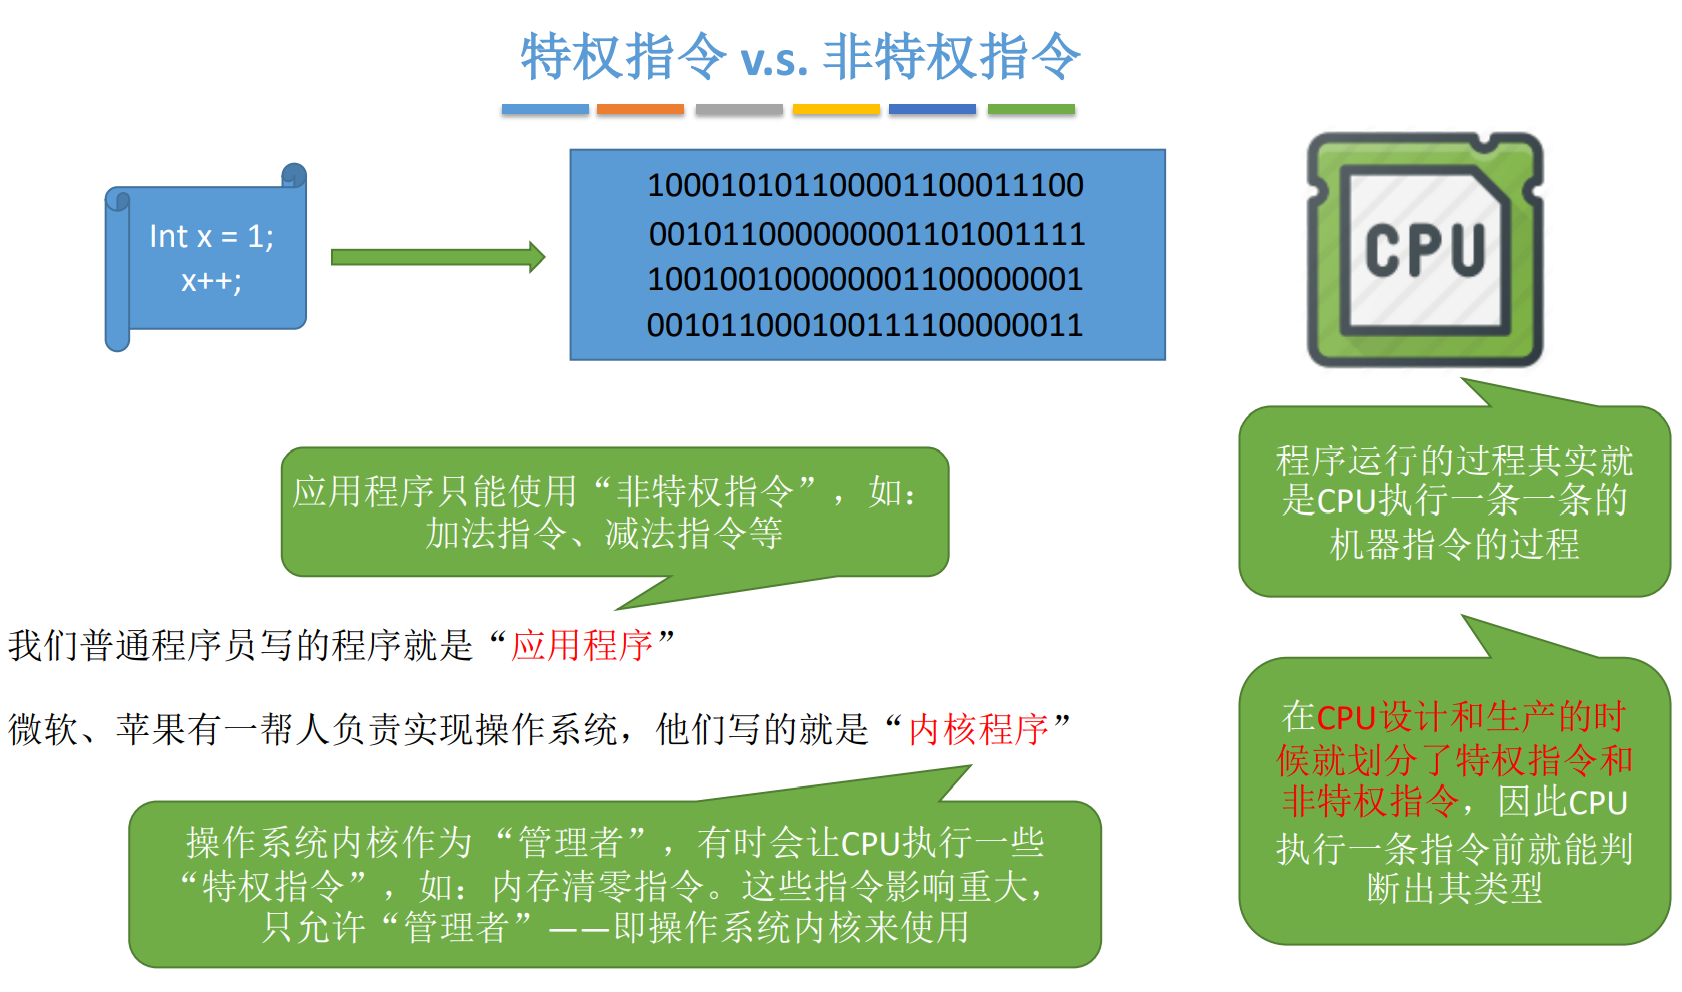 特权指令 v.s. 非特权指令
Int x = 1;
x++;
100010101100001100011100
001011000000001101001111
100100100000001100000001
001011000100111100000011
CPU
程序运行的过程其实就
是CPU执行一条一条的
机器指令的过程
应用程序只能使用“非特权指令”，如：
加法指令、减法指令等
我们普通程序员写的程序就是“应用程序”
微软、苹果有一帮人负责实现操作系统，他们写的就是“内核程序”
在CPU设计和生产的时
候就划分了特权指令和
非特权指令，因此CPU
执行一条指令前就能判
断出其类型
操作系统内核作为 “管理者”，有时会让CPU执行一些
“特权指令”，如：内存清零指令。这些指令影响重大，
只允许“管理者”——即操作系统内核来使用